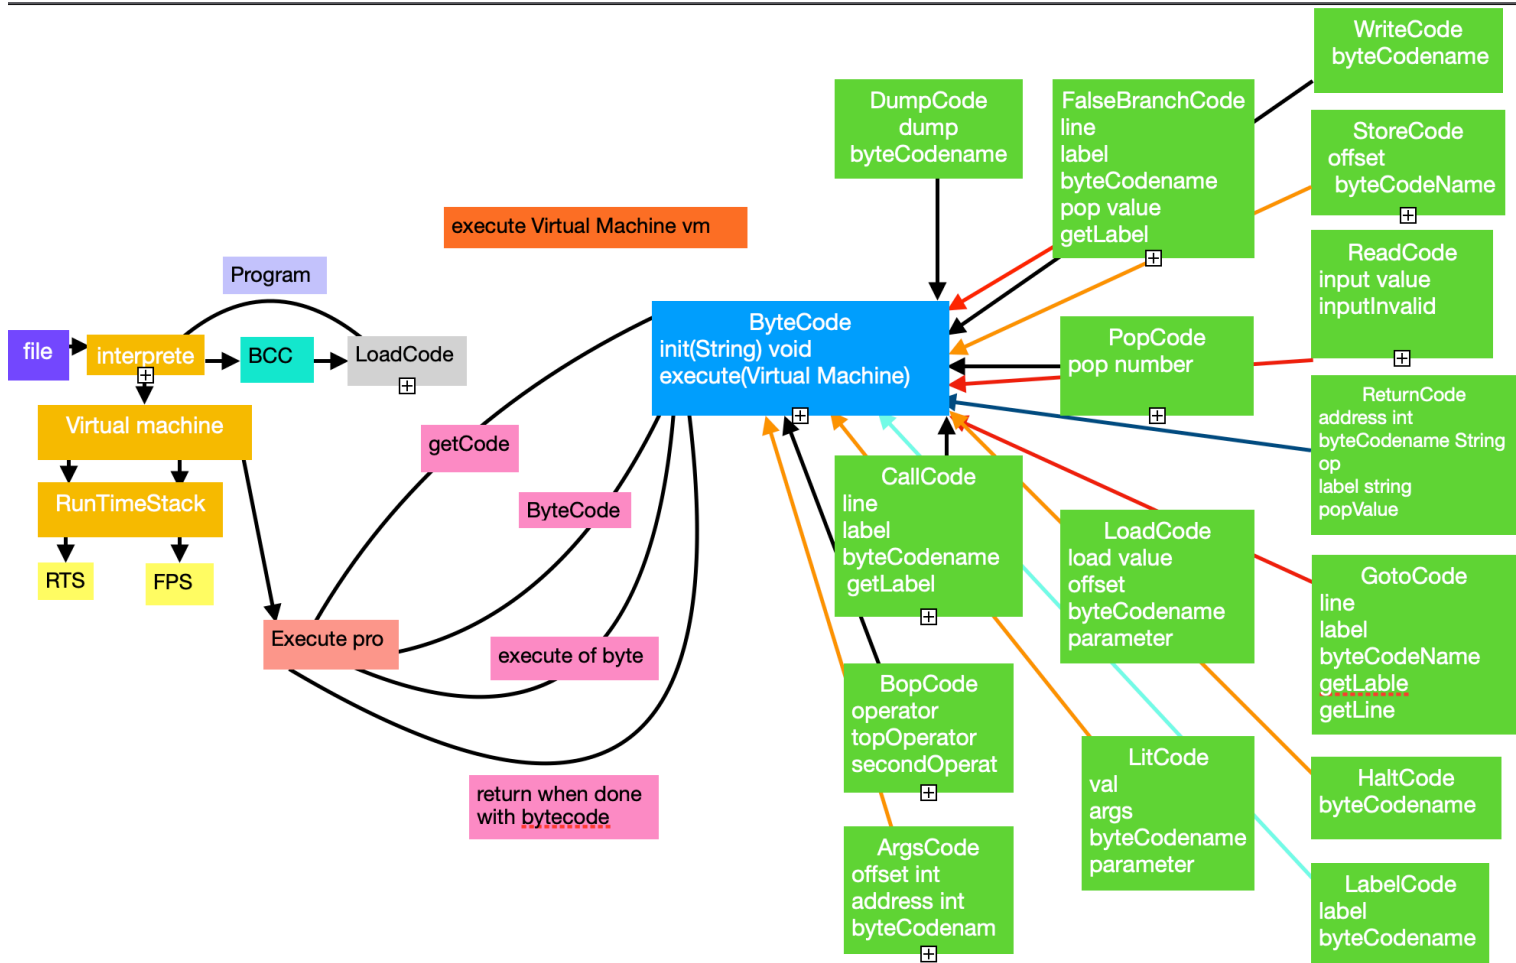 WriteCode
byteCodename
DumpCode
dump
byteCodename
FalseBranchCode
line
label
byteCodename
pop value
getLabel
StoreCode
offset
byteCodeName
execute Virtual Machine vm
Program
ReadCode
input value
inputInvalid
file
interprete
BCC
LoadCode
ByteCode
init(String) void
execute(Virtual Machine)
PopCode
pop number
Virtual machine
getCode
ReturnCode
address int
byteCodename String
op
label string
popValue
RunTimeStack
ByteCode
CallCode
line
label
byteCodename
getLabel
LoadCode
load value
offset
byteCodename
parameter
RTS
FPS
GotoCode
line
label
byteCodeName
getLable
getLine
Execute pro
execute of byte
BopCode
operator
topOperator
secondOperat
return when done
with bytecode
LitCode
val
args
byteCodename
parameter
HaltCode
byteCodename
ArgsCode
offset int
address int
byteCodenam
LabelCode
label
byteCodename